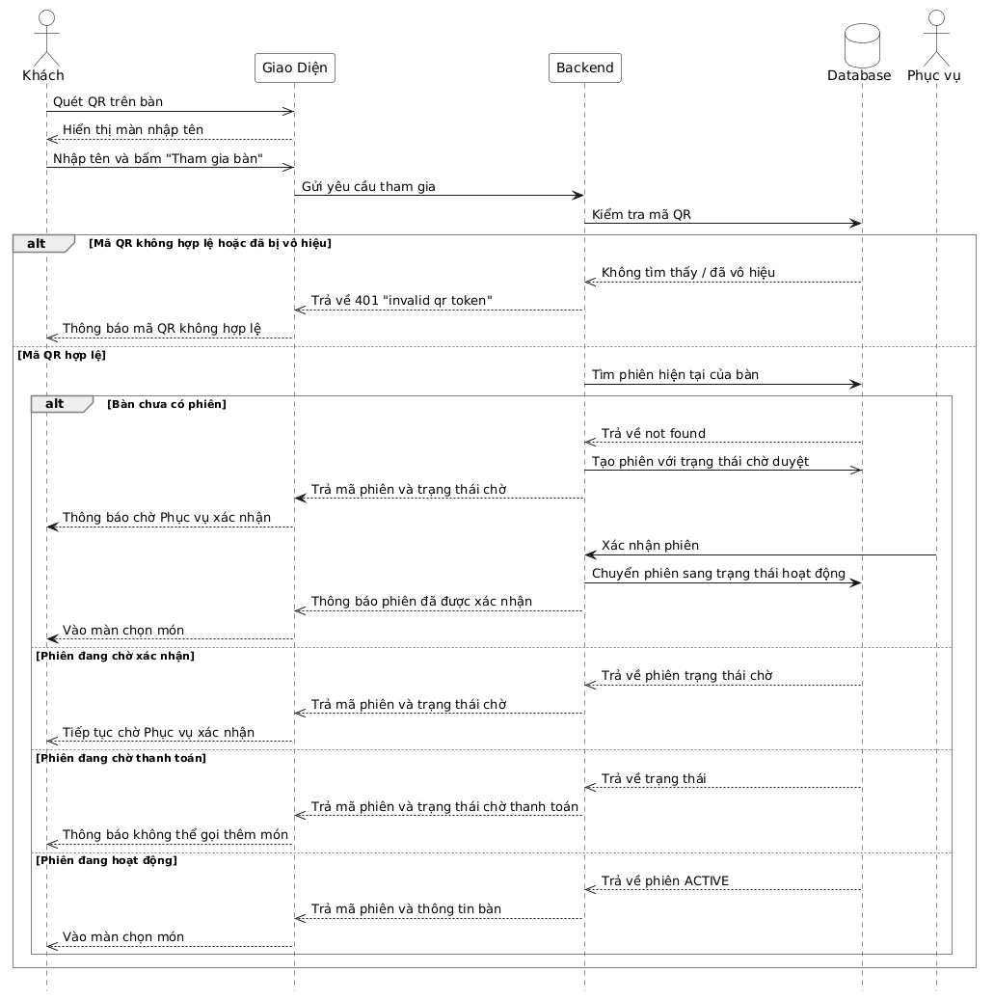 Khách
Giao Diện
Backend
Database
Phục vụ
Quét QR trên bàn
Hiển thị màn nhập tên
Nhập tên và bấm "Tham gia bàn"
Gửi yêu cầu tham gia
Kiểm tra mã QR
alt [Mã QR không hợp lệ hoặc đã bị vô hiệu]
Không tìm thấy / đã vô hiệu
Trả về 401 "invalid qr token"
Thông báo mã QR không hợp lệ
[Mã QR hợp lệ]
Tìm phiên hiện tại của bàn
alt [Bàn chưa có phiên]
Trả về not found
Tạo phiên với trạng thái chờ duyệt
Trả mã phiên và trạng thái chờ
Thông báo chờ Phục vụ xác nhận
Xác nhận phiên
Chuyển phiên sang trạng thái hoạt động
Thông báo phiên đã được xác nhận
Vào màn chọn món
[Phiên đang chờ xác nhận]
Trả về phiên trạng thái chờ
Trả mã phiên và trạng thái chờ
Tiếp tục chờ Phục vụ xác nhận
[Phiên đang chờ thanh toán]
Trả về trạng thái
Trả mã phiên và trạng thái chờ thanh toán
Thông báo không thể gọi thêm món
[Phiên đang hoạt động]
Trả về phiên ACTIVE
Trả mã phiên và thông tin bàn
Vào màn chọn món